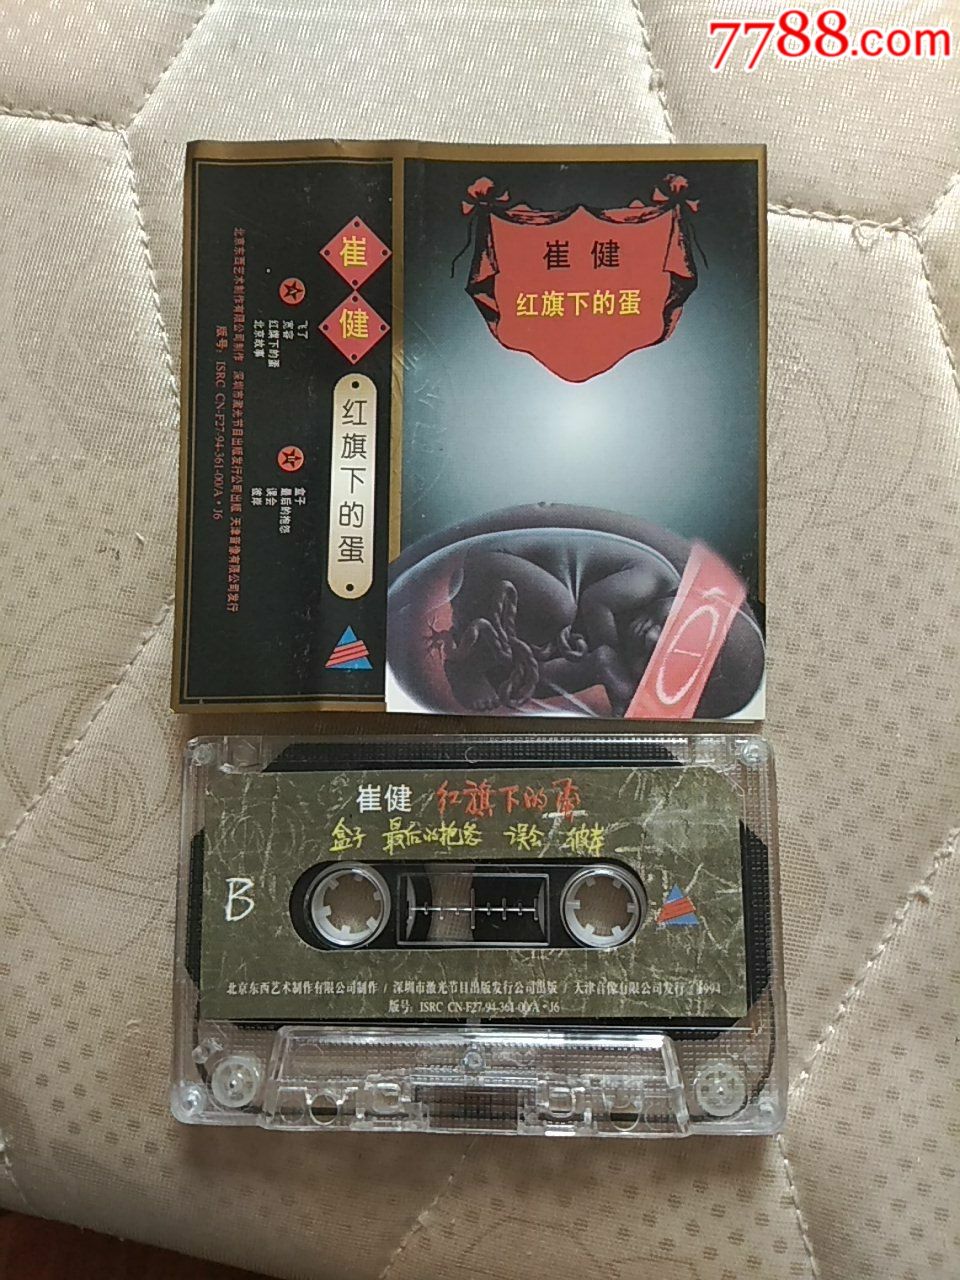 7788.com
崔健
红旗下的蛋
崔健
红旗下的蛋
飞了
宽容
红旗下的蛋
北京故事
盒子
最后的抱怨
误会
彼岸
北京东西艺术制作有限公司制作 深圳市激光节目出版发行公司出版 天津音像有限公司发行
版号：ISRC CN-F27-94-361-00/A·J6
崔健 红旗下的蛋
盒子 最后的抱怨 误会 彼岸
B
北京东西艺术制作有限公司制作 / 深圳市激光节目出版发行公司出版 / 天津音像有限公司发行 / 1994
版号：ISRC CN-F27-94-361-00/A·J6